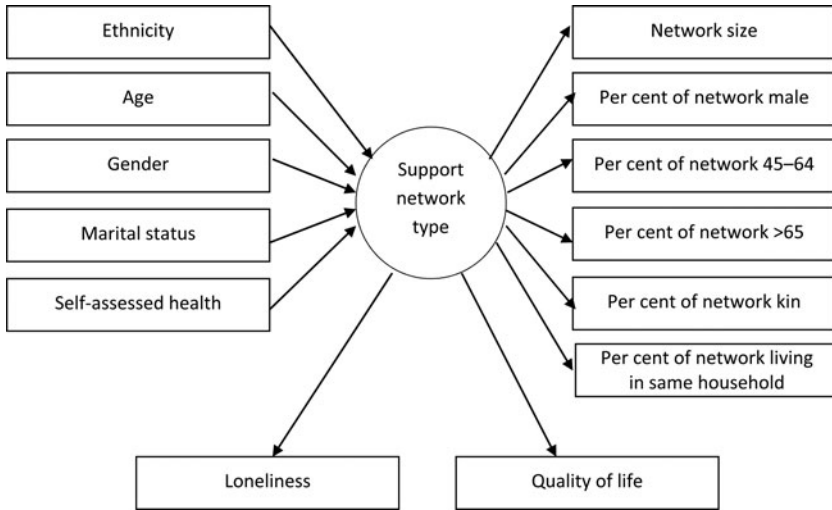 Ethnicity
Age
Gender
Marital status
Self-assessed health
Support
network
type
Network size
Per cent of network male
Per cent of network 45–64
Per cent of network >65
Per cent of network kin
Per cent of network living
in same household
Loneliness
Quality of life